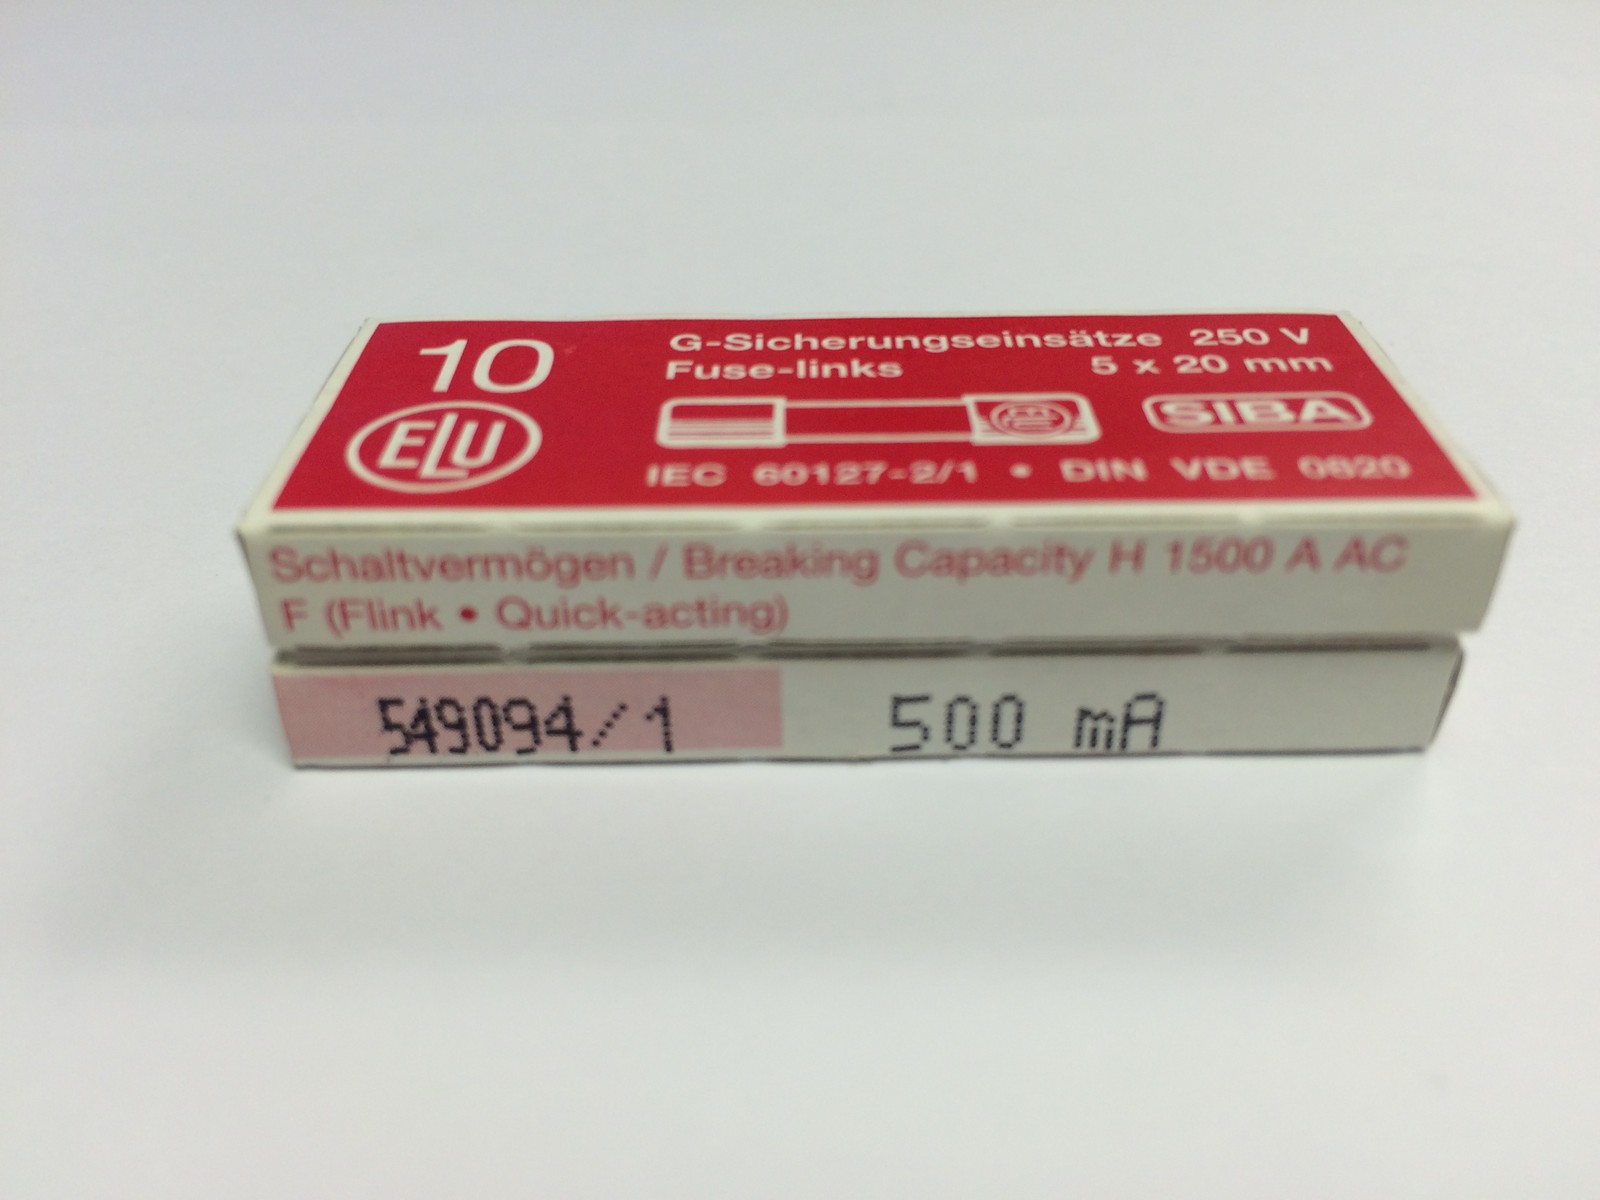 10
ELU
G-Sicherungseinsätze 250 V
Fuse-links 5 x 20 mm
SIBA
IEC 60127-2/1 • DIN VDE 0820
Schaltvermögen / Breaking Capacity H 1500 A AC
F (Flink • Quick-acting)
549094/1 500 mA